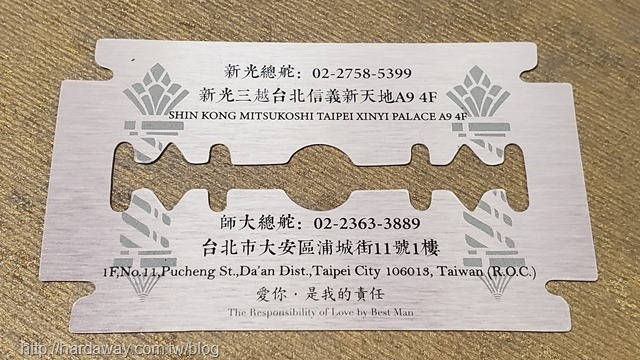 新光總舵：02-2758-5399
新光三越台北信義新天地A9 4F
SHIN KONG MITSUKOSHI TAIPEI XINYI PALACE A9 4F
師大總舵：02-2363-3889
台北市大安區浦城街11號1樓
1F,No.11,Pucheng St.,Da'an Dist.,Taipei City 106013, Taiwan (R.O.C.)
愛你．是我的責任
The Responsibility of Love by Best Man
http://hardaway.com.tw/blog